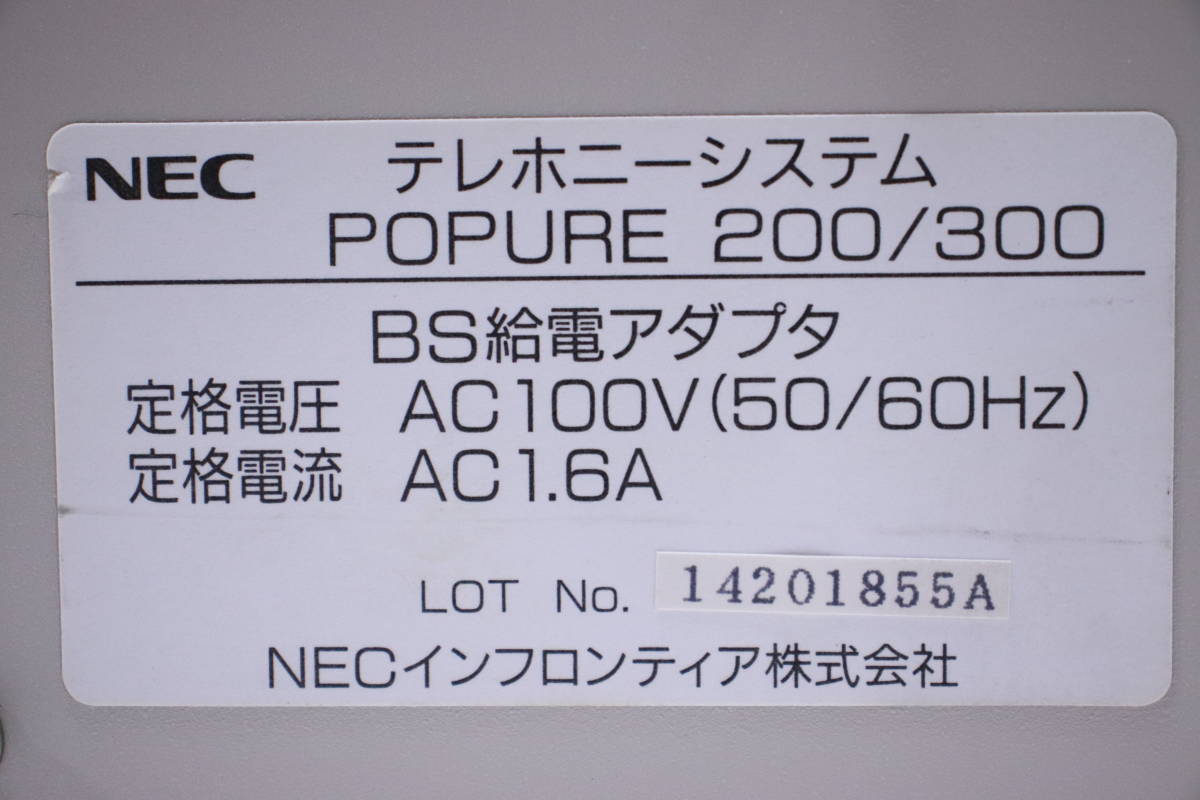 NEC テレホニーシステム
POPURE 200/300
BS給電アダプタ
定格電圧 AC100V(50/60Hz)
定格電流 AC1.6A
LOT No. 14201855A
NECインフロンティア株式会社